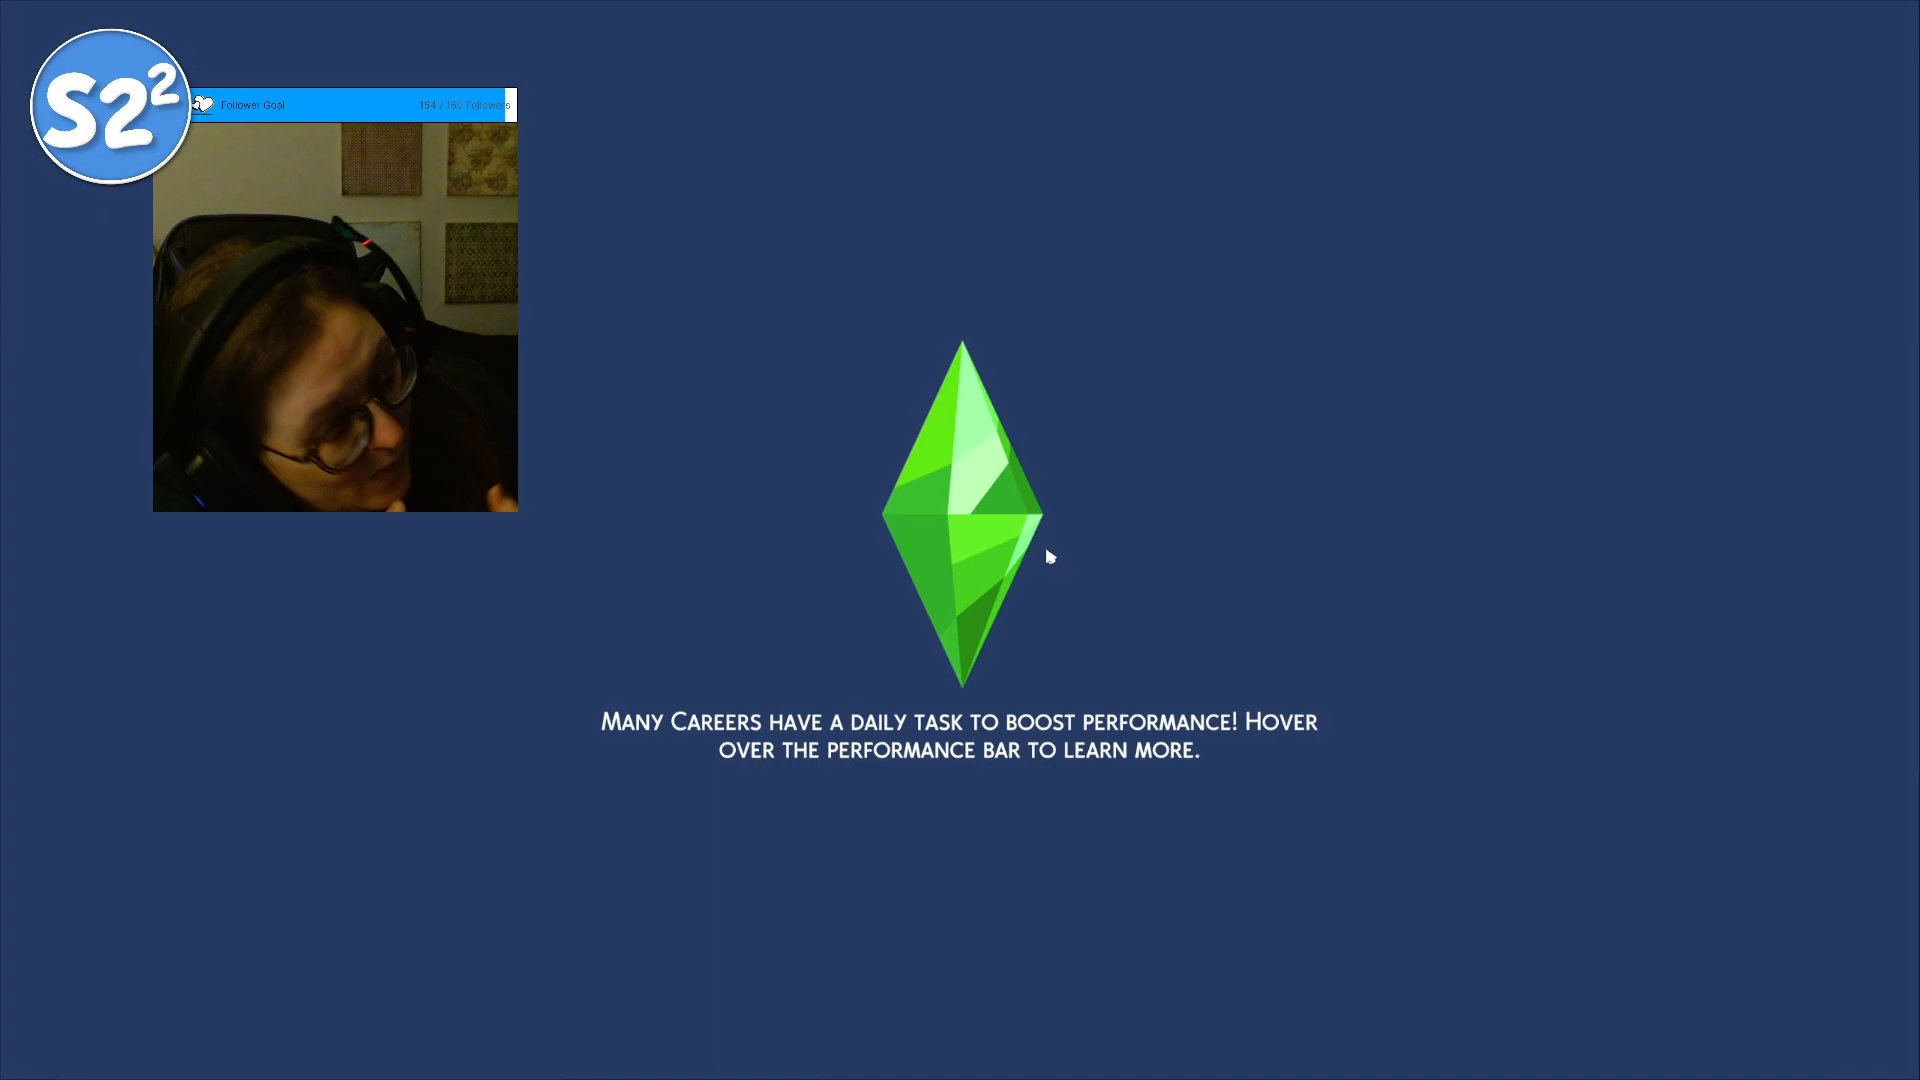 S2²
Follower Goal
154 / 160 Followers
MANY CAREERS HAVE A DAILY TASK TO BOOST PERFORMANCE! HOVER
OVER THE PERFORMANCE BAR TO LEARN MORE.